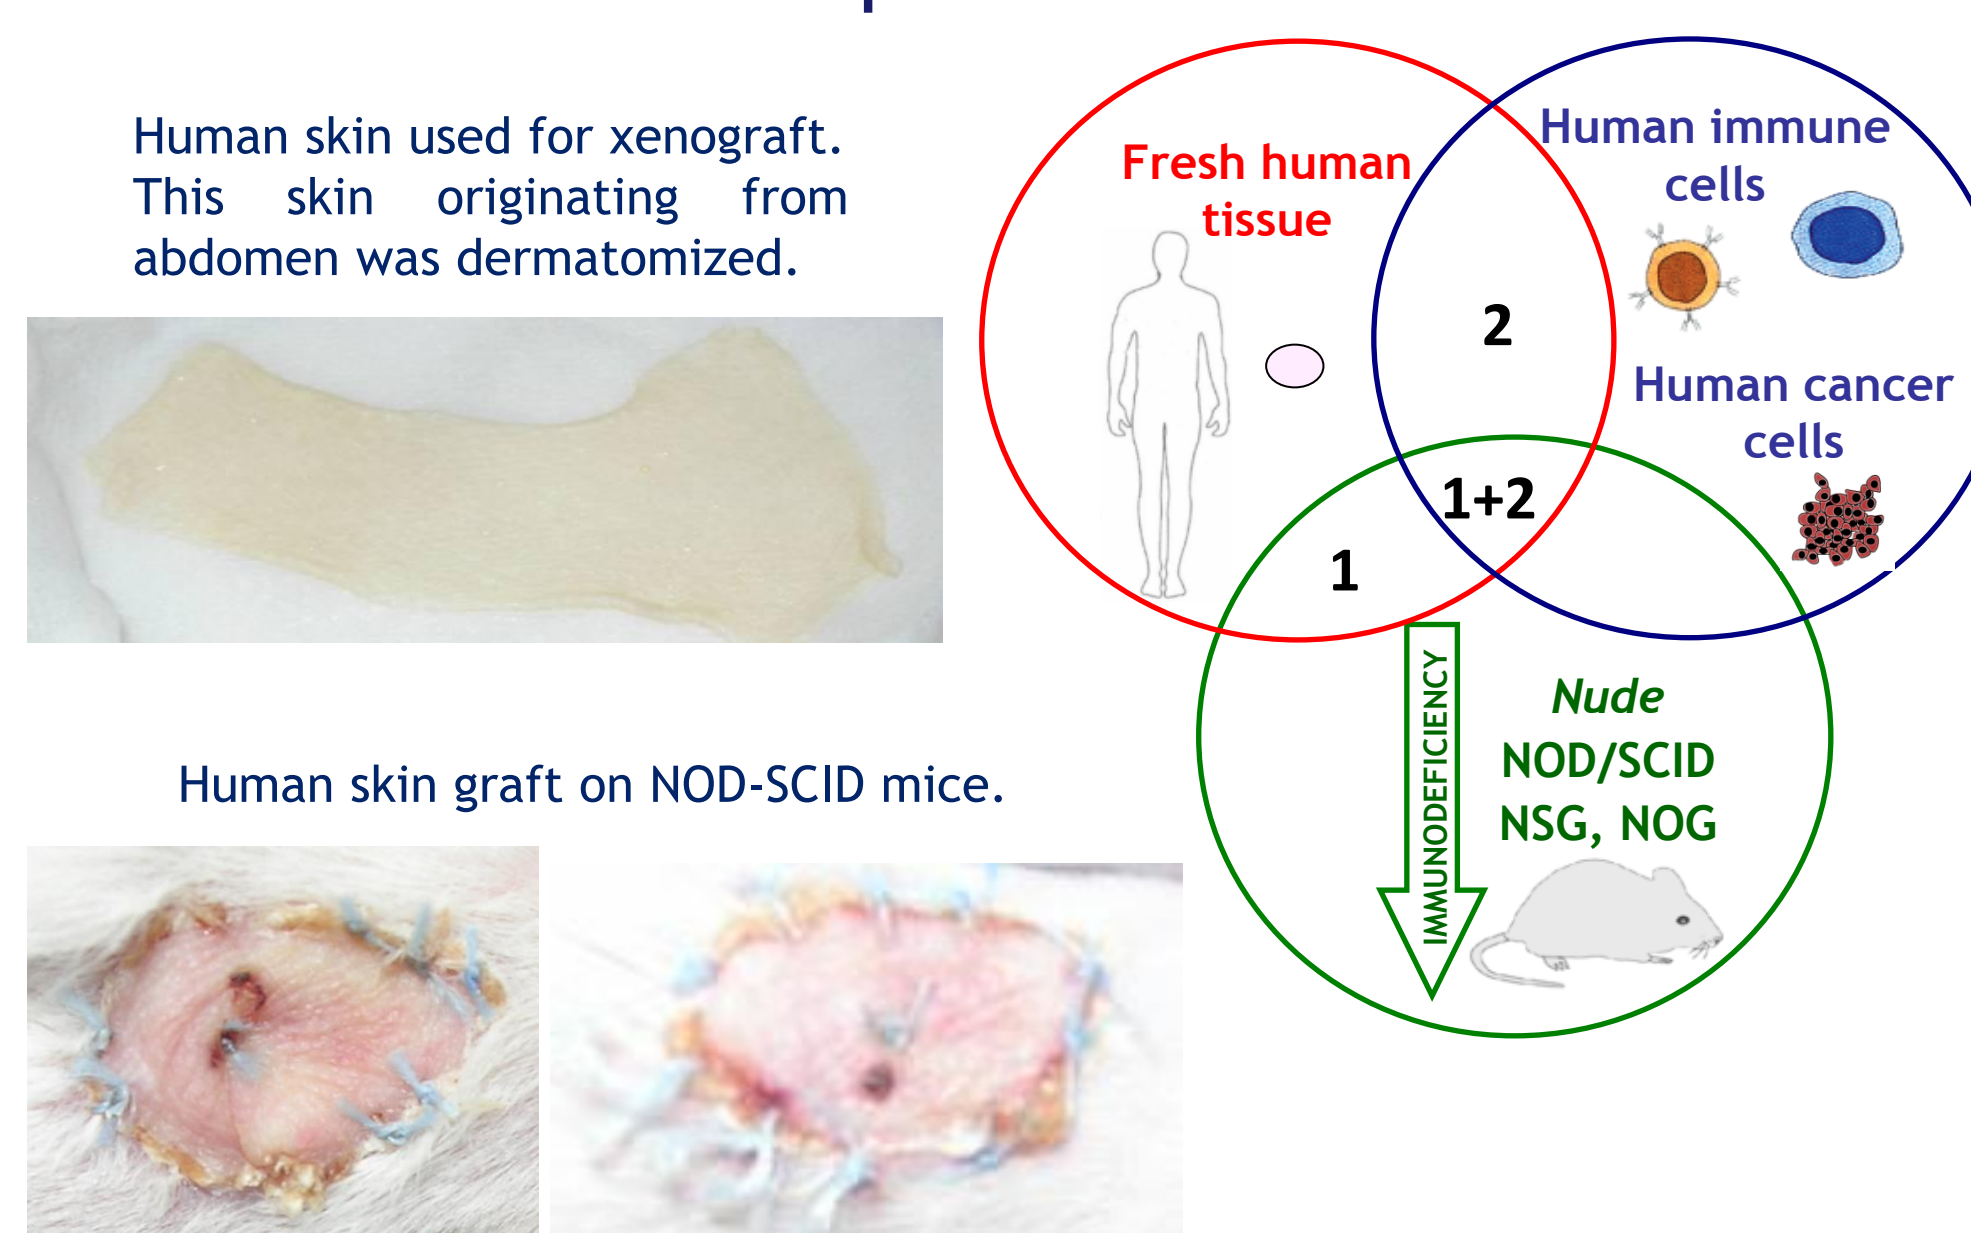 Human skin used for xenograft.
This skin originating from
abdomen was dermatomized.
Human skin graft on NOD-SCID mice.
Fresh human
tissue
Human immune
cells
2
Human cancer
cells
1+2
1
IMMUNODEFICIENCY
Nude
NOD/SCID
NSG, NOG